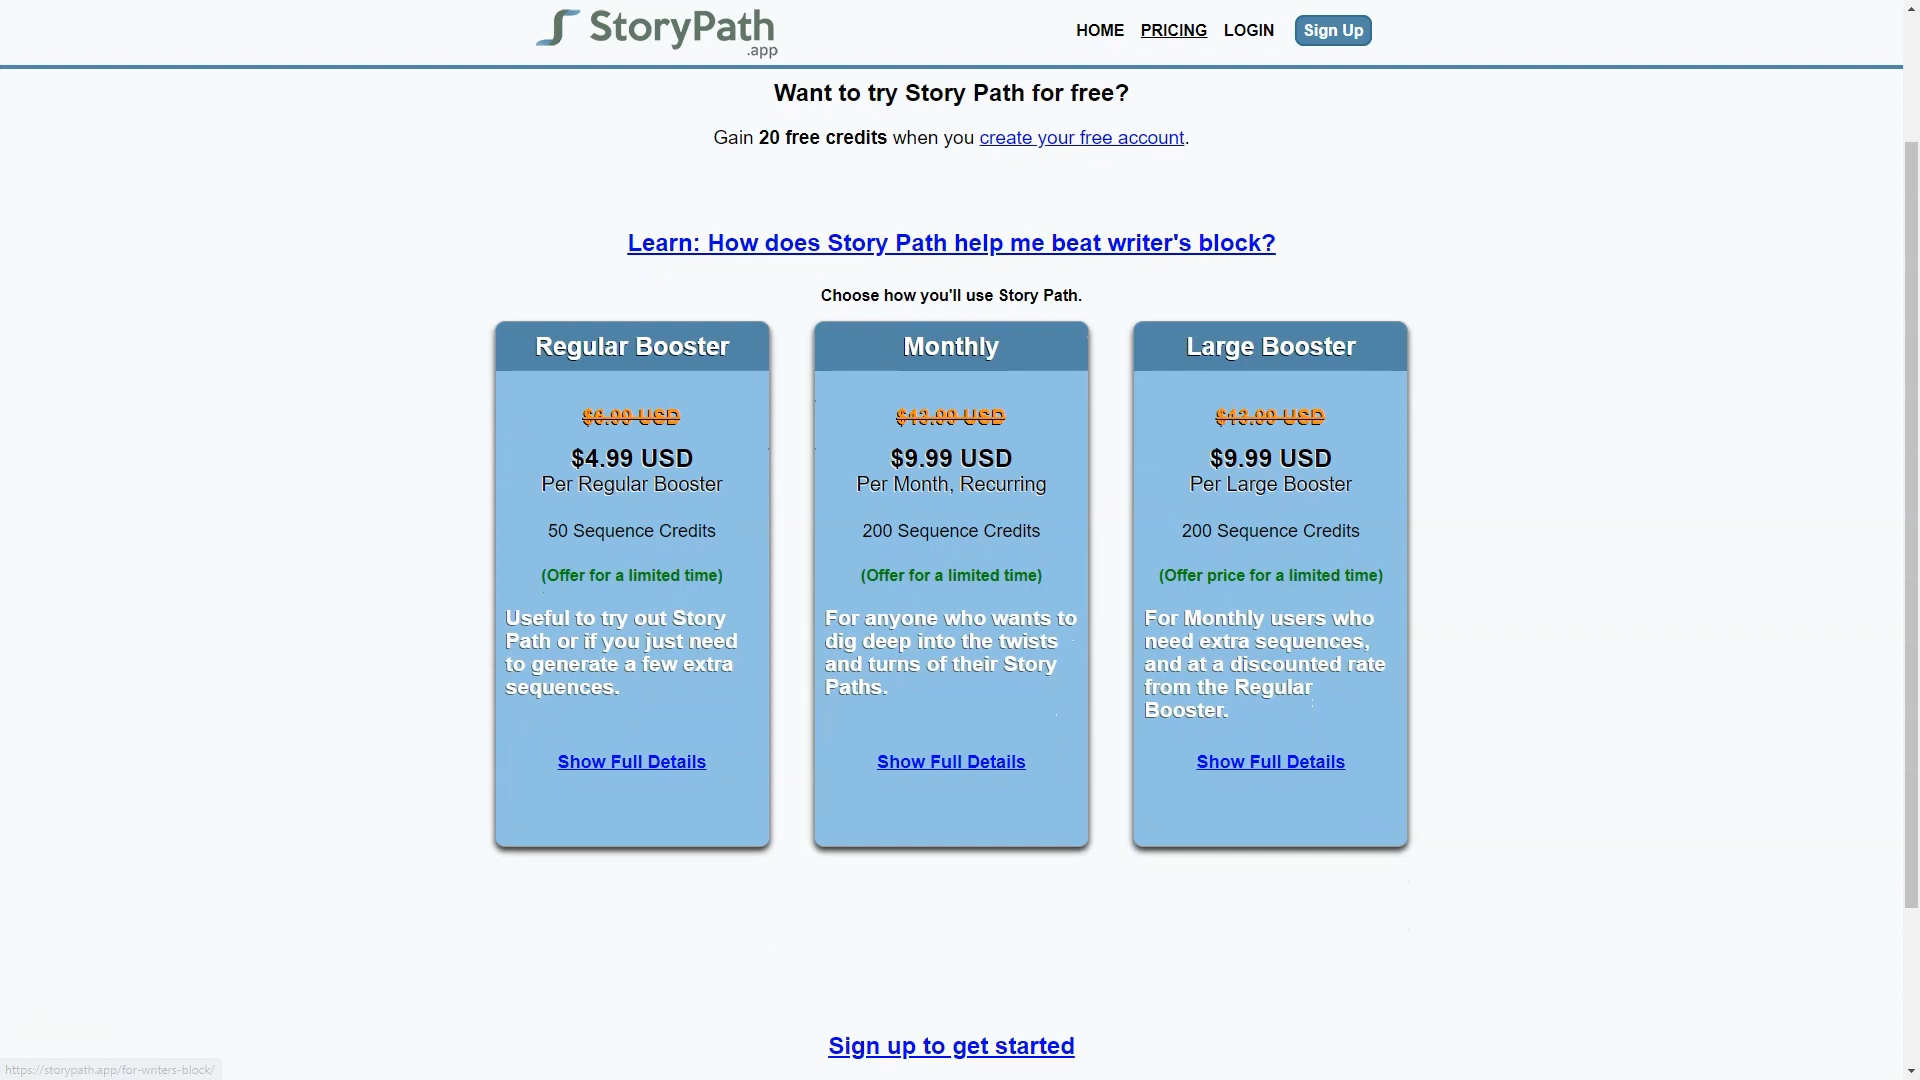 StoryPath
.app
HOME PRICING LOGIN Sign Up
Want to try Story Path for free?
Gain 20 free credits when you create your free account.
Learn: How does Story Path help me beat writer's block?
Choose how you'll use Story Path.
Regular Booster
$6.99 USD
$4.99 USD
Per Regular Booster
50 Sequence Credits
(Offer for a limited time)
Useful to try out Story
Path or if you just need
to generate a few extra
sequences.
Show Full Details
Monthly
$13.99 USD
$9.99 USD
Per Month, Recurring
200 Sequence Credits
(Offer for a limited time)
For anyone who wants to
dig deep into the twists
and turns of their Story
Paths.
Show Full Details
Large Booster
$13.99 USD
$9.99 USD
Per Large Booster
200 Sequence Credits
(Offer price for a limited time)
For Monthly users who
need extra sequences,
and at a discounted rate
from the Regular
Booster.
Show Full Details
Sign up to get started
https://storypath.app/for-writers-block/